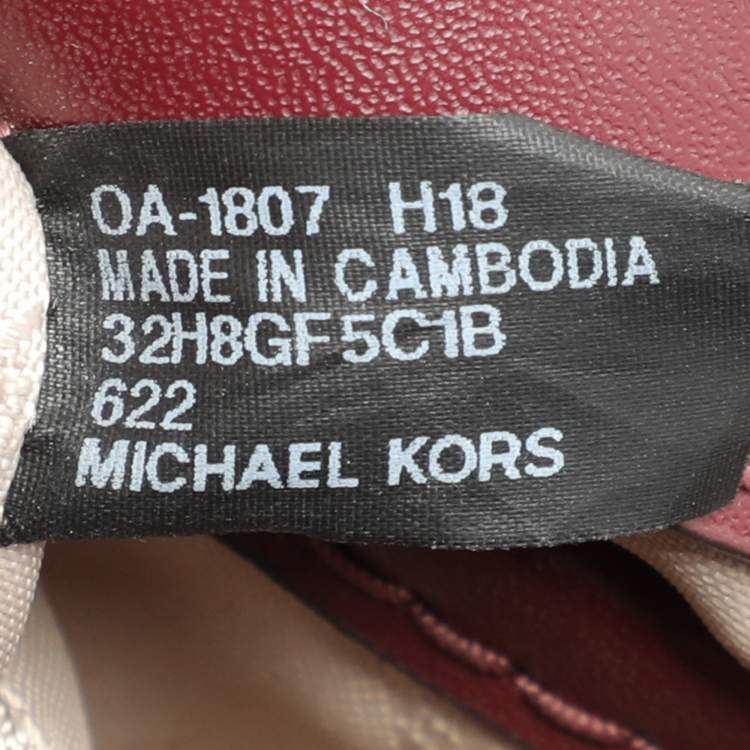 OA-1807 H18
MADE IN CAMBODIA
32H8GF5C1B
622
MICHAEL KORS